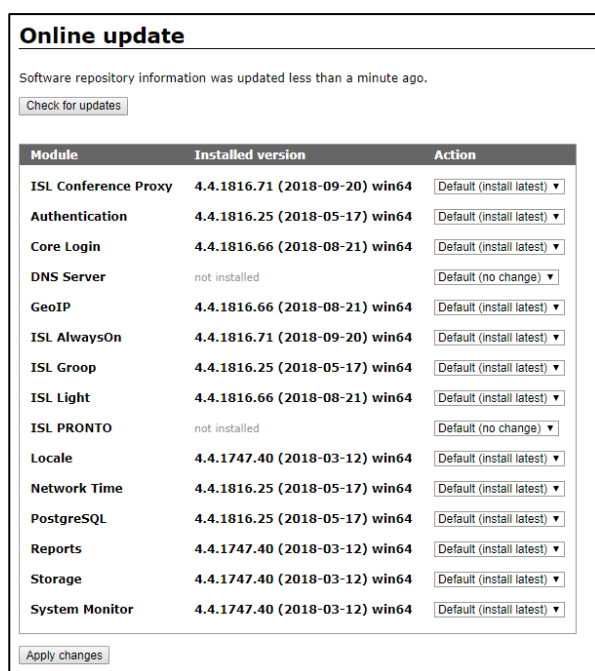 Online update
Software repository information was updated less than a minute ago.
Check for updates
Module Installed version Action
ISL Conference Proxy 4.4.1816.71 (2018-09-20) win64 Default (install latest)
Authentication 4.4.1816.25 (2018-05-17) win64 Default (install latest)
Core Login 4.4.1816.66 (2018-08-21) win64 Default (install latest)
DNS Server not installed Default (no change)
GeoIP 4.4.1816.66 (2018-08-21) win64 Default (install latest)
ISL AlwaysOn 4.4.1816.71 (2018-09-20) win64 Default (install latest)
ISL Groop 4.4.1816.25 (2018-05-17) win64 Default (install latest)
ISL Light 4.4.1816.66 (2018-08-21) win64 Default (install latest)
ISL PRONTO not installed Default (no change)
Locale 4.4.1747.40 (2018-03-12) win64 Default (install latest)
Network Time 4.4.1816.25 (2018-05-17) win64 Default (install latest)
PostgreSQL 4.4.1816.25 (2018-05-17) win64 Default (install latest)
Reports 4.4.1747.40 (2018-03-12) win64 Default (install latest)
Storage 4.4.1747.40 (2018-03-12) win64 Default (install latest)
System Monitor 4.4.1747.40 (2018-03-12) win64 Default (install latest)
Apply changes